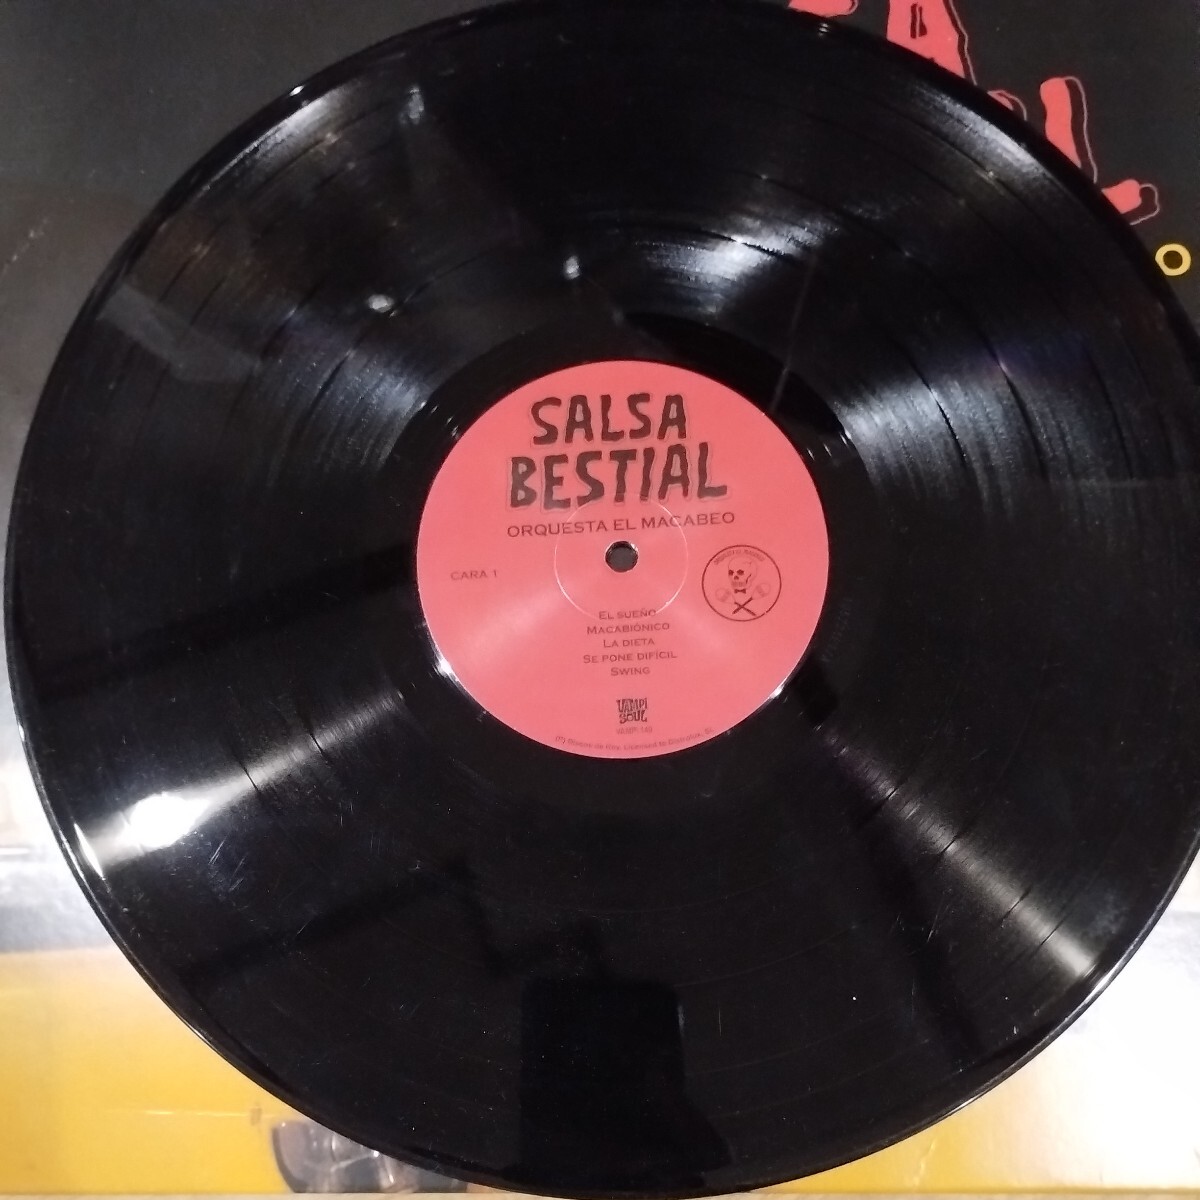 SALSA
BESTIAL
ORQUESTA EL MACABEO
CARA 1
EL SUEÑO
MACABIÓNICO
LA DIETA
SE PONE DIFÍCIL
SWING
VAMPI
SOUL
O